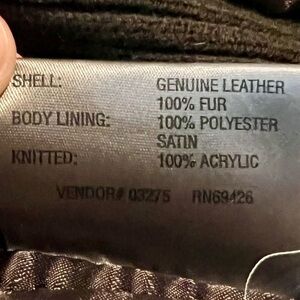 SHELL: GENUINE LEATHER
100% FUR
BODY LINING: 100% POLYESTER
SATIN
KNITTED: 100% ACRYLIC
VENDOR# 03275 RN69426